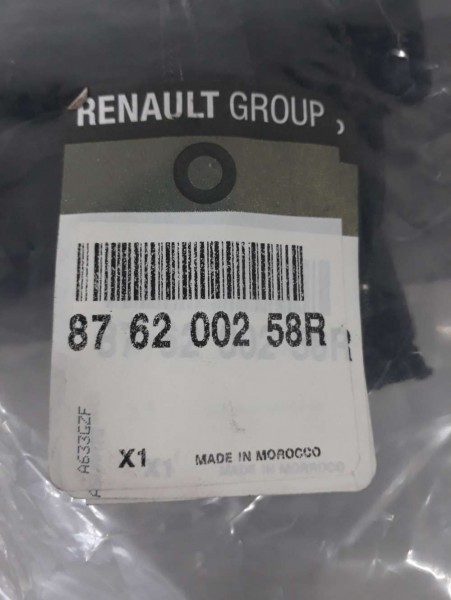 RENAULT GROUP
87 62 002 58R
A633GZF
X1 MADE IN MOROCCO